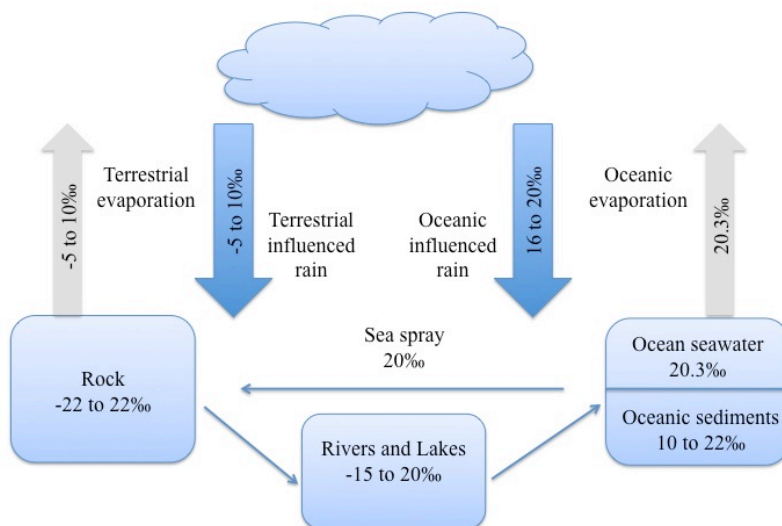 -5 to 10‰
Terrestrial
evaporation
-5 to 10‰
Terrestrial
influenced
rain
Oceanic
influenced
rain
16 to 20‰
Oceanic
evaporation
20.3‰
Rock
-22 to 22‰
Sea spray
20‰
Rivers and Lakes
-15 to 20‰
Ocean seawater
20.3‰
Oceanic sediments
10 to 22‰